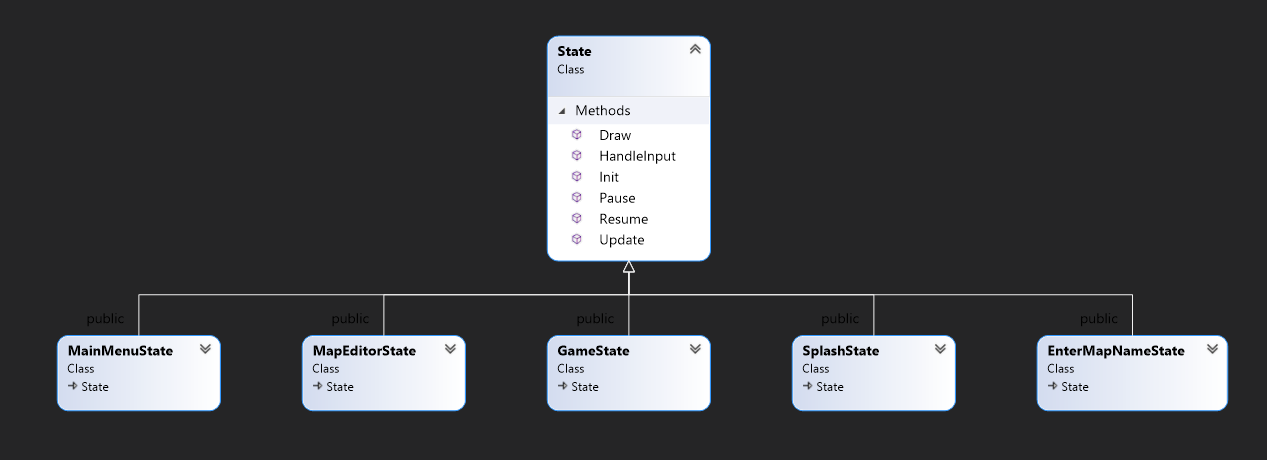 State
Class
Methods
Draw
HandleInput
Init
Pause
Resume
Update
public
public
public
public
public
MainMenuState
Class
State
MapEditorState
Class
State
GameState
Class
State
SplashState
Class
State
EnterMapNameState
Class
State